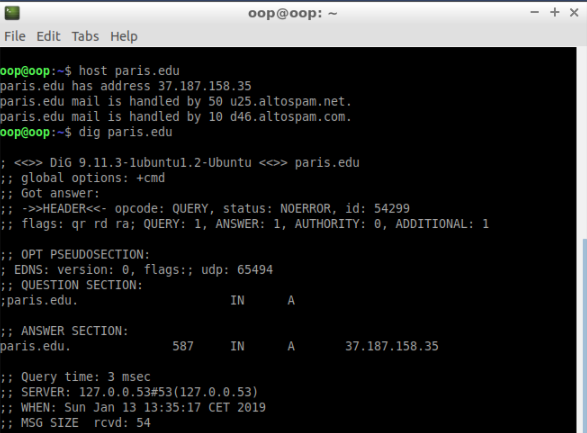 oop@oop: ~
File Edit Tabs Help
oop@oop:~$ host paris.edu
paris.edu has address 37.187.158.35
paris.edu mail is handled by 50 u25.altospam.net.
paris.edu mail is handled by 10 d46.altospam.com.
oop@oop:~$ dig paris.edu
; <<>> DiG 9.11.3-1ubuntu1.2-Ubuntu <<>> paris.edu
;; global options: +cmd
;; Got answer:
;; ->>HEADER<<- opcode: QUERY, status: NOERROR, id: 54299
;; flags: qr rd ra; QUERY: 1, ANSWER: 1, AUTHORITY: 0, ADDITIONAL: 1
;; OPT PSEUDOSECTION:
; EDNS: version: 0, flags:; udp: 65494
;; QUESTION SECTION:
;paris.edu. IN A
;; ANSWER SECTION:
paris.edu. 587 IN A 37.187.158.35
;; Query time: 3 msec
;; SERVER: 127.0.0.53#53(127.0.0.53)
;; WHEN: Sun Jan 13 13:35:17 CET 2019
;; MSG SIZE rcvd: 54